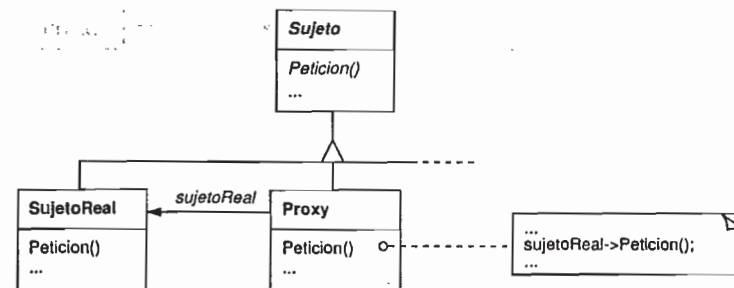 Sujeto
Peticion()
...
sujetoReal
SujetoReal
Peticion()
...
Proxy
Peticion()
...
...
sujetoReal->Peticion();
...